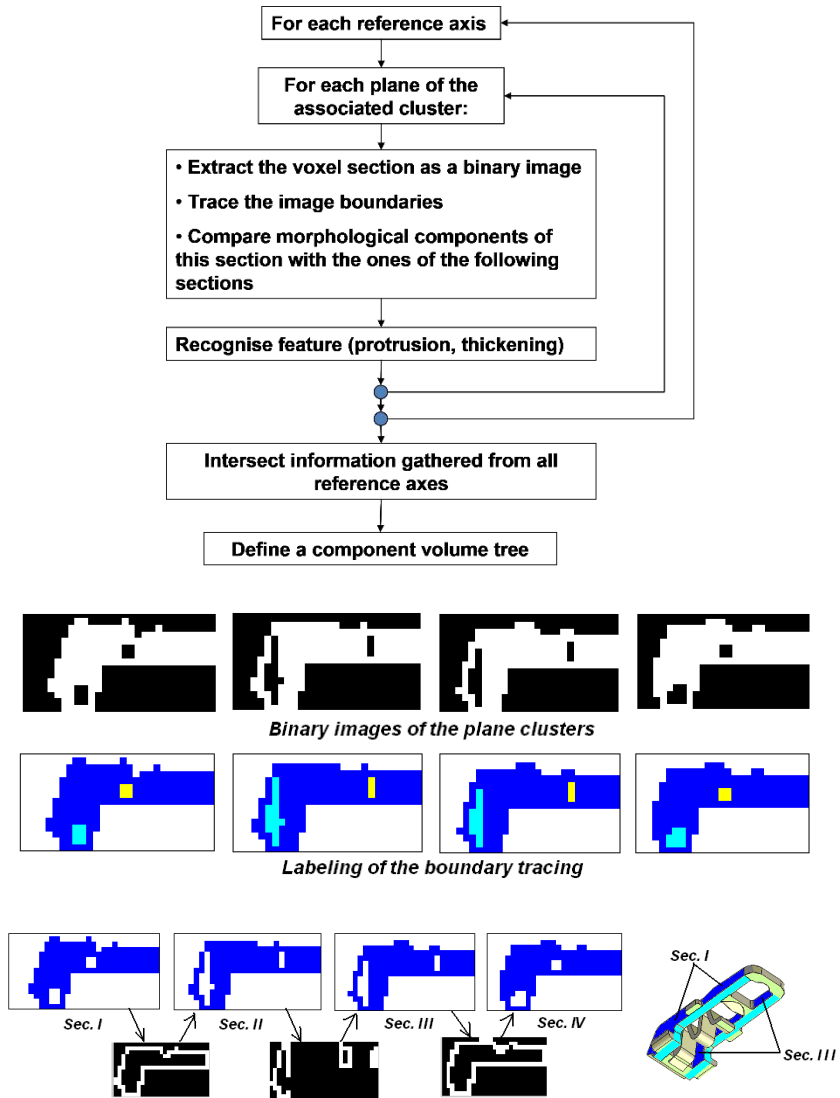 For each reference axis
For each plane of the
associated cluster:
• Extract the voxel section as a binary image
• Trace the image boundaries
• Compare morphological components of
this section with the ones of the following
sections
Recognise feature (protrusion, thickening)
Intersect information gathered from all
reference axes
Define a component volume tree
Binary images of the plane clusters
Labeling of the boundary tracing
Sec. I
Sec. II
Sec. III
Sec. IV
Sec. I
Sec. III